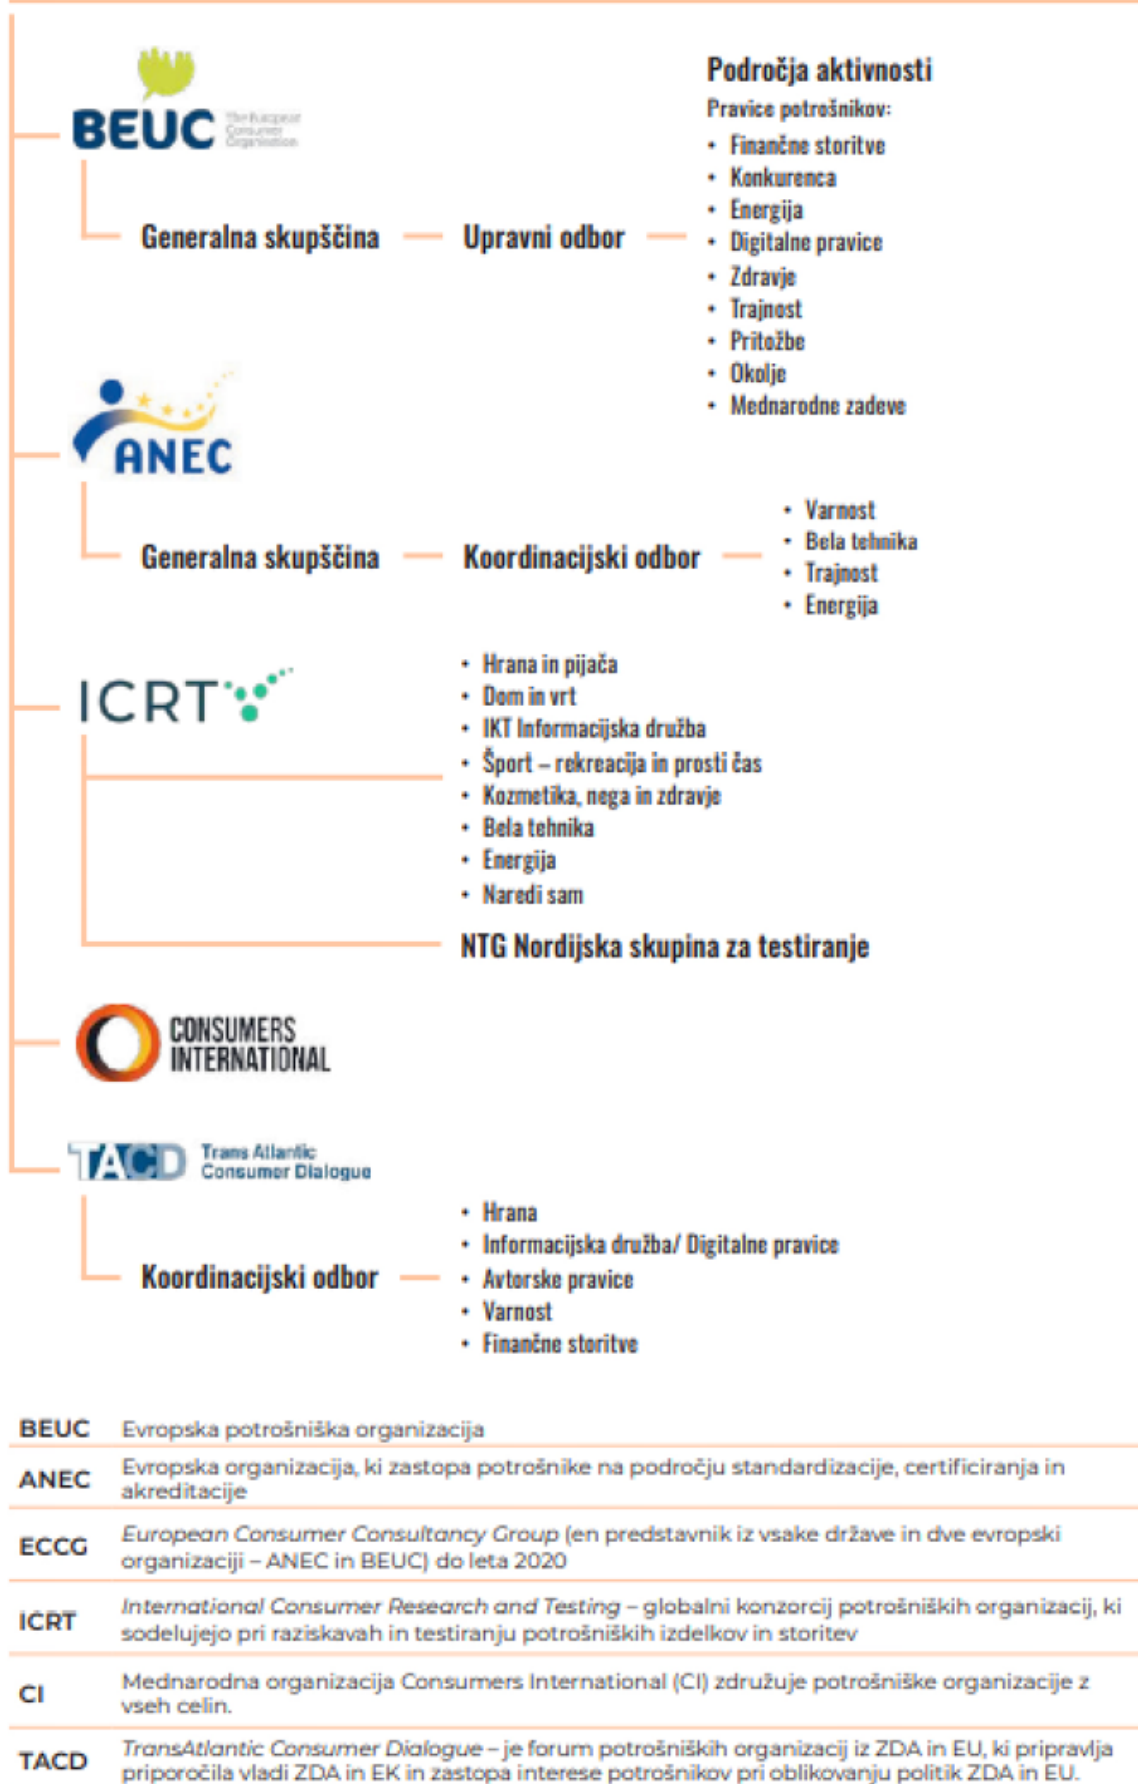 BEUC The European
Consumer
Organisation
Področja aktivnosti
Pravice potrošnikov:
• Finančne storitve
• Konkurenca
• Energija
• Digitalne pravice
• Zdravje
• Trajnost
• Pritožbe
• Okolje
• Mednarodne zadeve
Generalna skupščina
Upravni odbor
ANEC
Generalna skupščina
Koordinacijski odbor
• Varnost
• Bela tehnika
• Trajnost
• Energija
ICRT
• Hrana in pijača
• Dom in vrt
• IKT Informacijska družba
• Šport – rekreacija in prosti čas
• Kozmetika, nega in zdravje
• Bela tehnika
• Energija
• Naredi sam
NTG Nordijska skupina za testiranje
CONSUMERS
INTERNATIONAL
TACD Trans Atlantic
Consumer Dialogue
Koordinacijski odbor
• Hrana
• Informacijska družba/ Digitalne pravice
• Avtorske pravice
• Varnost
• Finančne storitve
BEUC Evropska potrošniška organizacija
ANEC Evropska organizacija, ki zastopa potrošnike na področju standardizacije, certificiranja in
akreditacije
ECCG European Consumer Consultancy Group (en predstavnik iz vsake države in dve evropski
organizaciji – ANEC in BEUC) do leta 2020
ICRT International Consumer Research and Testing – globalni konzorcij potrošniških organizacij, ki
sodelujejo pri raziskavah in testiranju potrošniških izdelkov in storitev
CI Mednarodna organizacija Consumers International (CI) združuje potrošniške organizacije z
vseh celin.
TACD TransAtlantic Consumer Dialogue – je forum potrošniških organizacij iz ZDA in EU, ki pripravlja
priporočila vladi ZDA in EK in zastopa interese potrošnikov pri oblikovanju politik ZDA in EU.